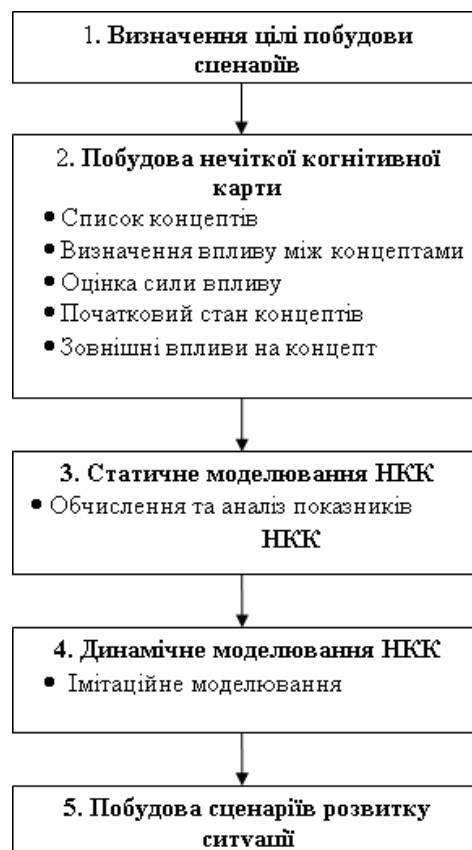 1. Визначення цілі побудови
сценаріїв
2. Побудова нечіткої когнітивної
карти
• Список концептів
• Визначення впливу між концептами
• Оцінка сили впливу
• Початковий стан концептів
• Зовнішні впливи на концепт
3. Статичне моделювання НКК
• Обчислення та аналіз показників
НКК
4. Динамічне моделювання НКК
• Імітаційне моделювання
5. Побудова сценаріїв розвитку
ситуації